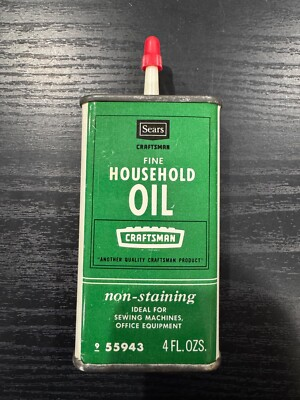 Sears
CRAFTSMAN
FINE
HOUSEHOLD
OIL
CRAFTSMAN
"ANOTHER QUALITY CRAFTSMAN PRODUCT"
non-staining
IDEAL FOR
SEWING MACHINES,
OFFICE EQUIPMENT
9 55943 4 FL. OZS.